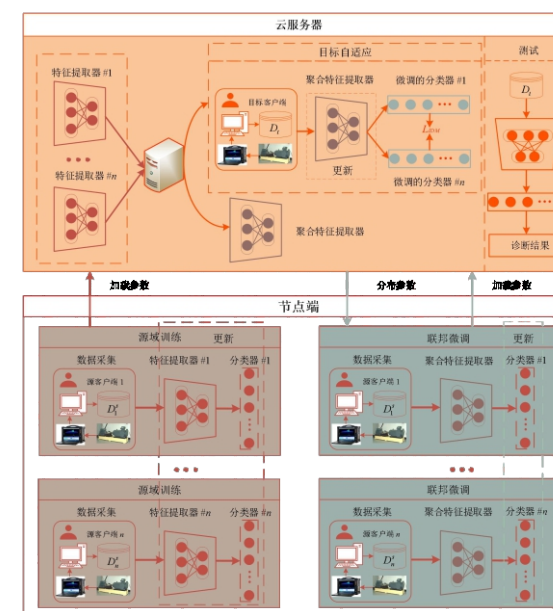 云服务器
目标自适应
测试
特征提取器 #1
特征提取器 #n
目标客户端
D_t
聚合特征提取器
更新
微调的分类器 #1
微调的分类器 #n
聚合特征提取器
D_t
诊断结果
加载参数
分布参数
加载参数
节点端
源域训练
更新
数据采集
特征提取器 #1
分类器 #1
源客户端 1
D_1^s
联邦微调
更新
数据采集
聚合特征提取器
分类器 #1
源客户端 1
D_1^s
源域训练
数据采集
特征提取器 #n
分类器 #n
源客户端 n
D_n^s
联邦微调
数据采集
聚合特征提取器
分类器 #n
源客户端 n
D_n^s